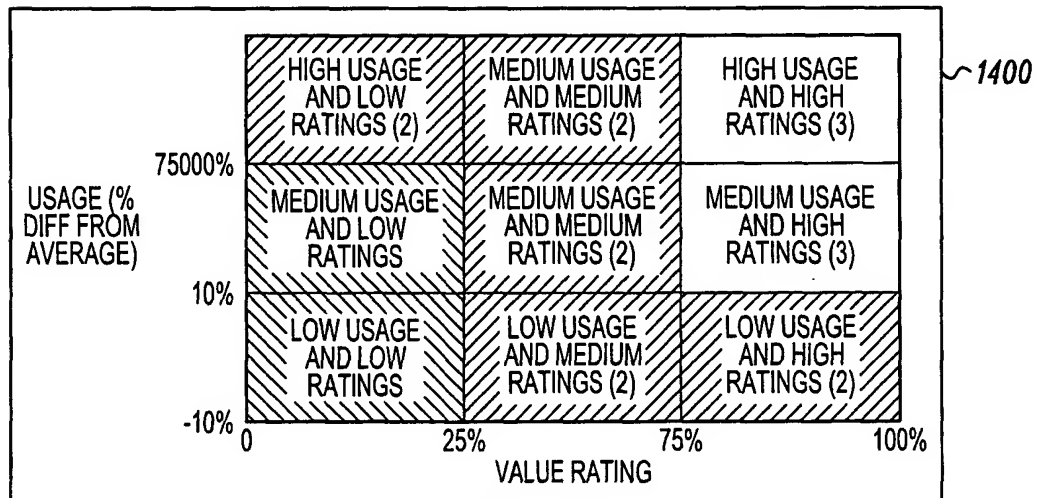 HIGH USAGE
AND LOW
RATINGS (2)
MEDIUM USAGE
AND MEDIUM
RATINGS (2)
HIGH USAGE
AND HIGH
RATINGS (3)
1400
75000%
USAGE (%
DIFF FROM
AVERAGE)
MEDIUM USAGE
AND LOW
RATINGS
MEDIUM USAGE
AND MEDIUM
RATINGS (2)
MEDIUM USAGE
AND HIGH
RATINGS (3)
10%
LOW USAGE
AND LOW
RATINGS
LOW USAGE
AND MEDIUM
RATINGS (2)
LOW USAGE
AND HIGH
RATINGS (2)
-10%
0
25%
75%
100%
VALUE RATING